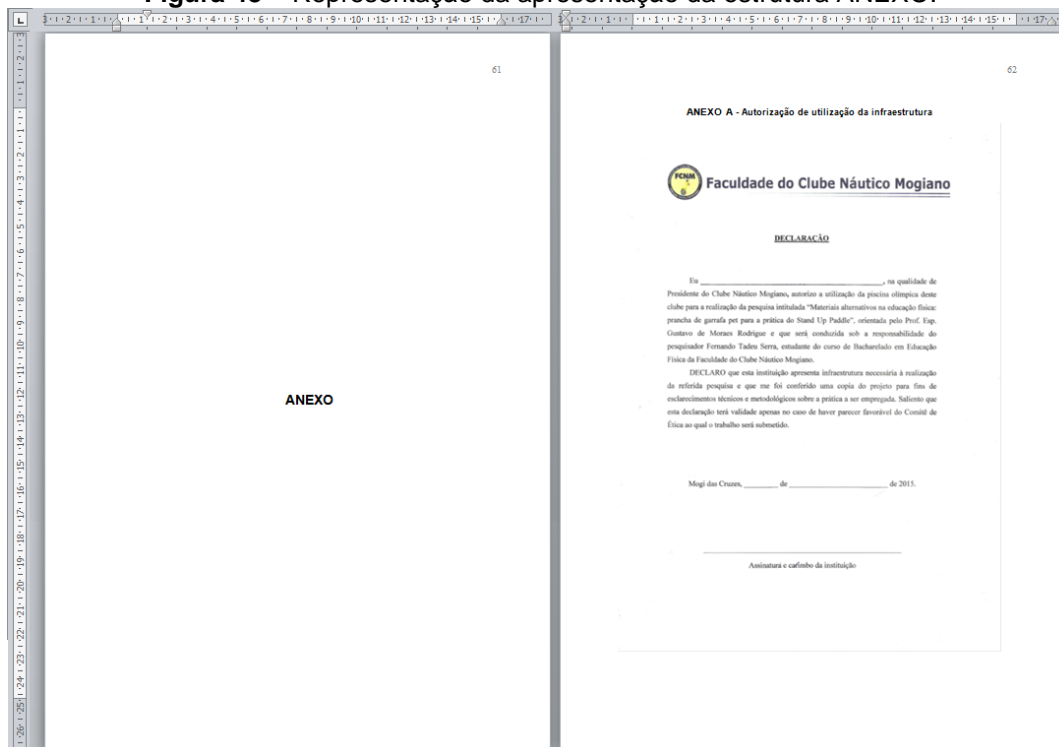 Representação da apresentação da estrutura ANEXO.
61
ANEXO
62
ANEXO A - Autorização de utilização da infraestrutura
FCNM
6
Faculdade do Clube Náutico Mogiano
DECLARAÇÃO
Eu ________________________________, na qualidade de
Presidente do Clube Náutico Mogiano, autorizo a utilização da piscina olímpica deste
clube para a realização da pesquisa intitulada “Materiais alternativos na educação física:
prancha de garrafa pet para a prática do Stand Up Paddle”, orientada pelo Prof. Esp.
Gustavo de Moraes Rodrigue e que será conduzida sob a responsabilidade do
pesquisador Fernando Tadeu Serra, estudante do curso de Bacharelado em Educação
Física da Faculdade do Clube Náutico Mogiano.
DECLARO que esta instituição apresenta infraestrutura necessária à realização
da referida pesquisa e que me foi conferido uma copia do projeto para fins de
esclarecimentos técnicos e metodológicos sobre a prática a ser empregada. Saliento que
esta declaração terá validade apenas no caso de haver parecer favorável do Comitê de
Ética ao qual o trabalho será submetido.
Mogi das Cruzes, _______ de ____________________ de 2015.
Assinatura e carimbo da instituição